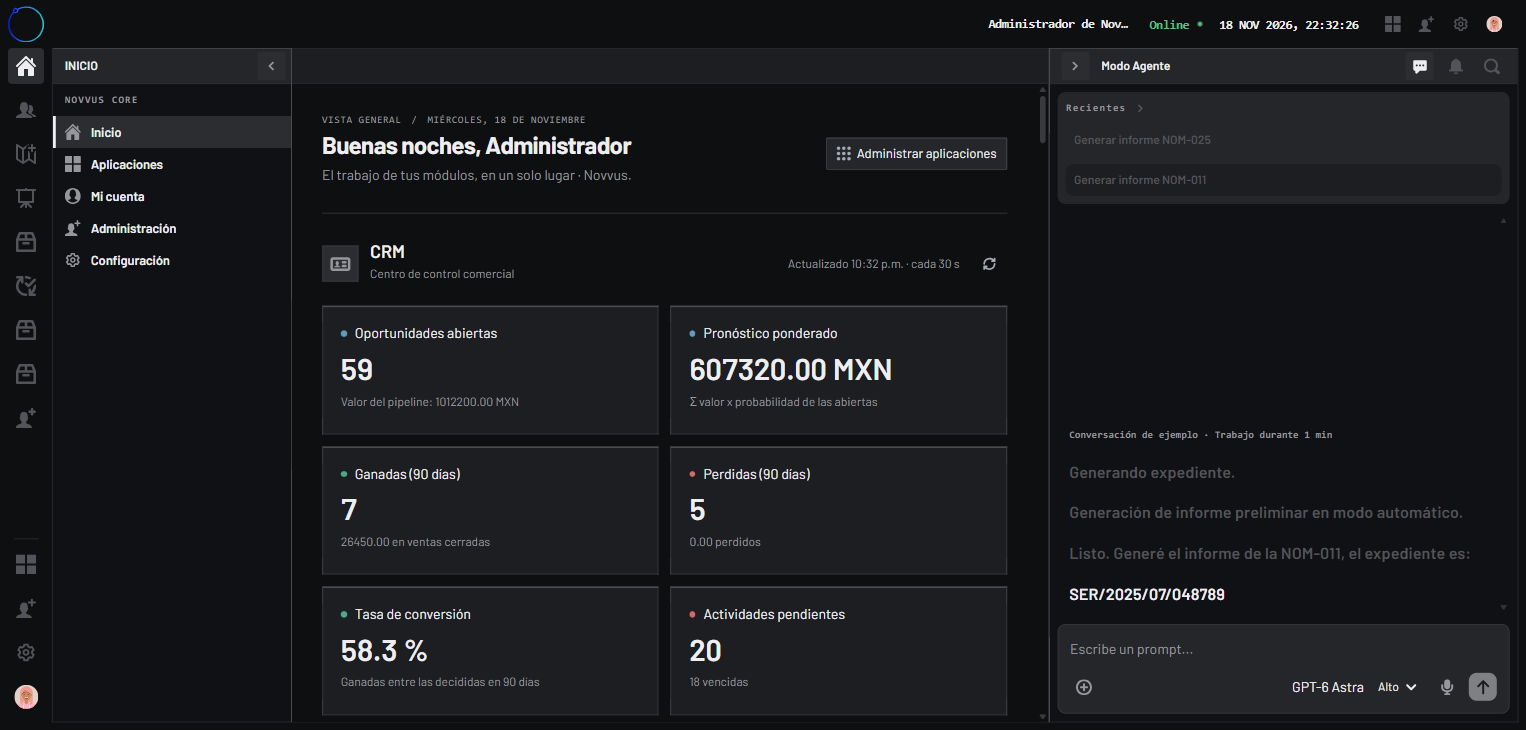 Administrador de Nov…
Online
18 NOV 2026, 22:32:26
INICIO
NOVVUS CORE
Inicio
Aplicaciones
Mi cuenta
Administración
Configuración
VISTA GENERAL / MIÉRCOLES, 18 DE NOVIEMBRE
Buenas noches, Administrador
El trabajo de tus módulos, en un solo lugar · Novvus.
Administrar aplicaciones
CRM
Centro de control comercial
Actualizado 10:32 p.m. · cada 30 s
Oportunidades abiertas
59
Valor del pipeline: 1012200.00 MXN
Pronóstico ponderado
607320.00 MXN
Σ valor x probabilidad de las abiertas
Ganadas (90 días)
7
26450.00 en ventas cerradas
Perdidas (90 días)
5
0.00 perdidos
Tasa de conversión
58.3 %
Ganadas entre las decididas en 90 días
Actividades pendientes
20
18 vencidas
Modo Agente
Recientes
Generar informe NOM-025
Generar informe NOM-011
Conversación de ejemplo · Trabajo durante 1 min
Generando expediente.
Generación de informe preliminar en modo automático.
Listo. Generé el informe de la NOM-011, el expediente es:
SER/2025/07/048789
Escribe un prompt...
GPT-6 Astra
Alto